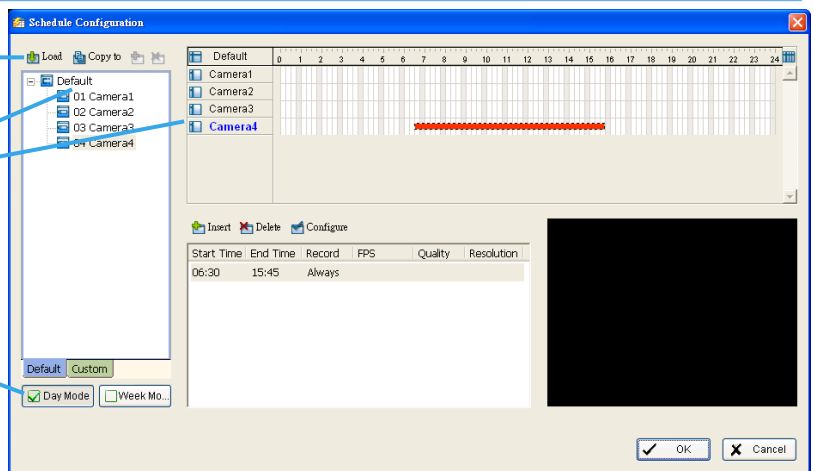 Schedule Configuration
Load Copy to
Default 0 1 2 3 4 5 6 7 8 9 10 11 12 13 14 15 16 17 18 19 20 21 22 23 24
Camera1
Camera2
Camera3
Camera4
Default
01 Camera1
02 Camera2
03 Camera3
04 Camera4
Insert Delete Configure
Start Time End Time Record FPS Quality Resolution
06:30 15:45 Always
Default Custom
Day Mode Week Mo...
OK Cancel